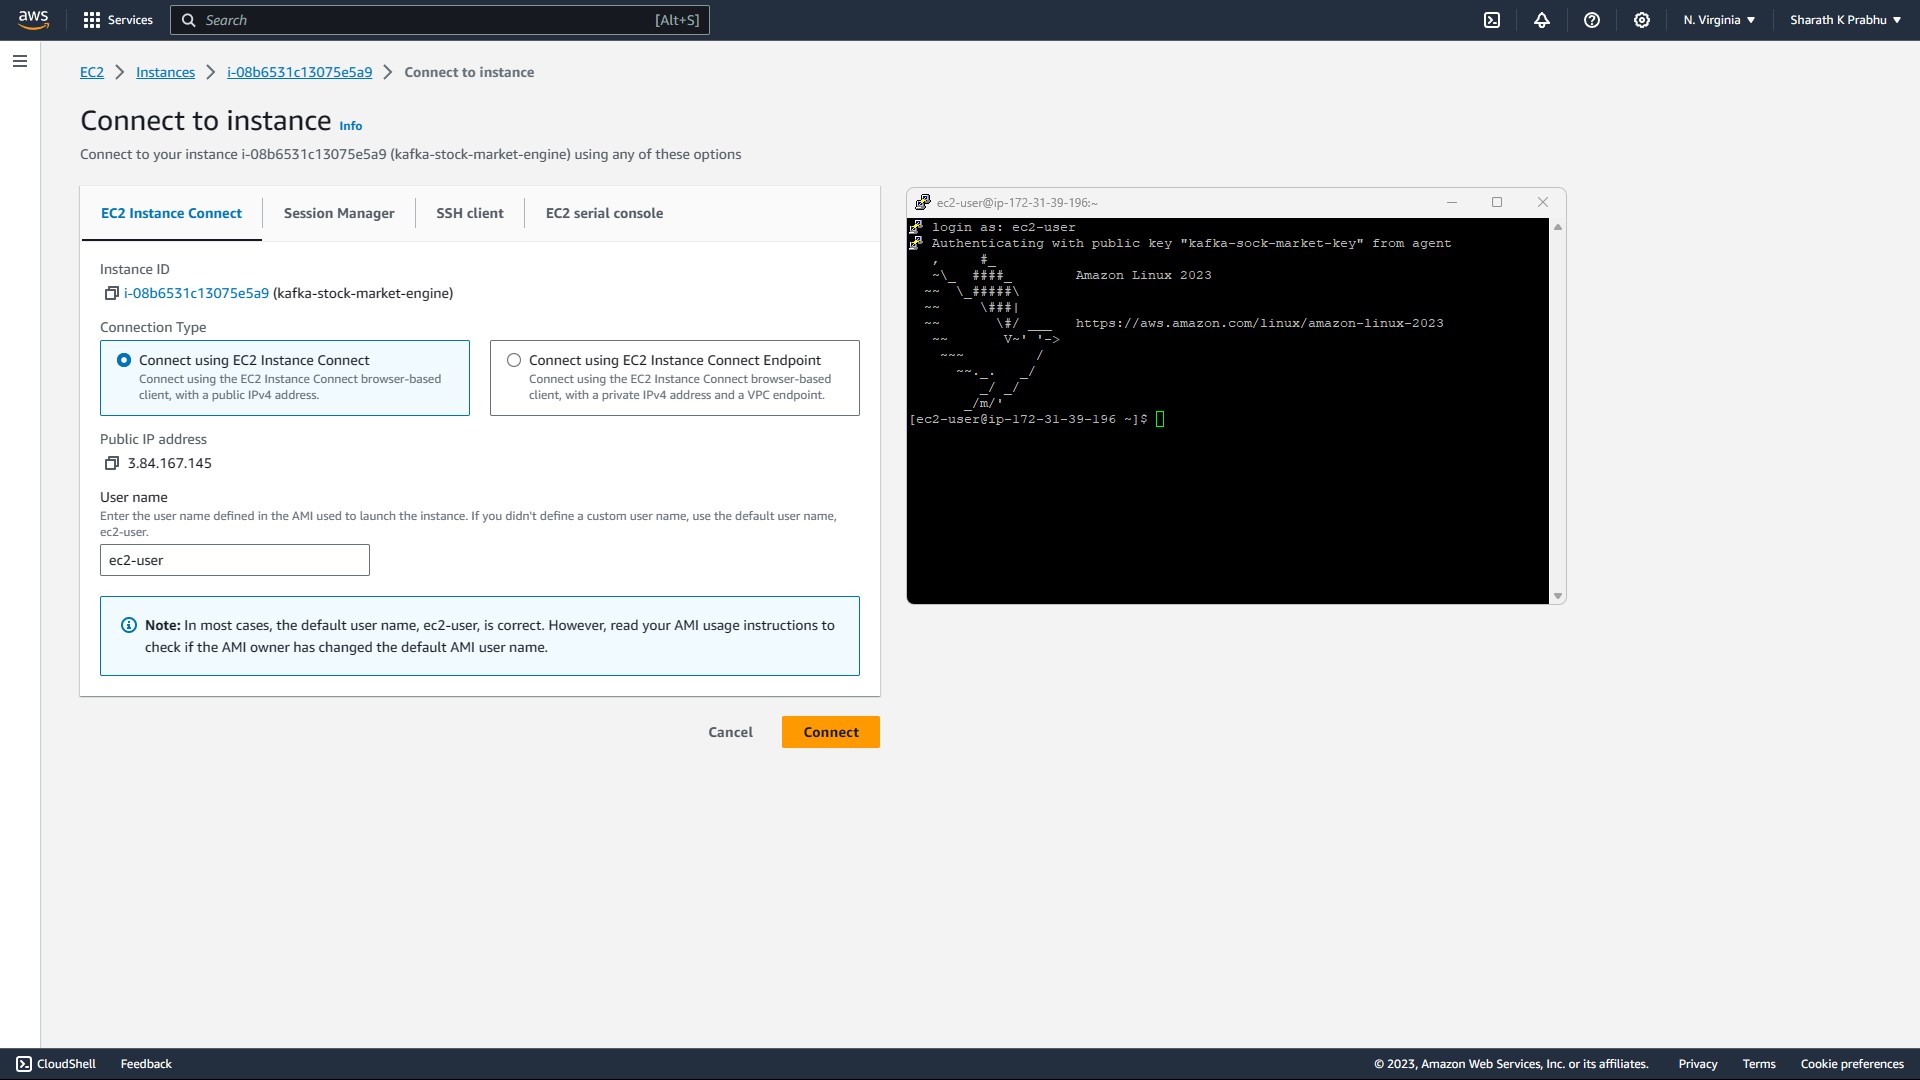 aws
Services
Search
[Alt+S]
N. Virginia
Sharath K Prabhu
EC2
Instances
i-08b6531c13075e5a9
Connect to instance
Connect to instance Info
Connect to your instance i-08b6531c13075e5a9 (kafka-stock-market-engine) using any of these options
EC2 Instance Connect
Session Manager
SSH client
EC2 serial console
Instance ID
i-08b6531c13075e5a9 (kafka-stock-market-engine)
Connection Type
Connect using EC2 Instance Connect
Connect using the EC2 Instance Connect browser-based
client, with a public IPv4 address.
Connect using EC2 Instance Connect Endpoint
Connect using the EC2 Instance Connect browser-based
client, with a private IPv4 address and a VPC endpoint.
Public IP address
3.84.167.145
User name
Enter the user name defined in the AMI used to launch the instance. If you didn't define a custom user name, use the default user name,
ec2-user.
ec2-user
Note: In most cases, the default user name, ec2-user, is correct. However, read your AMI usage instructions to
check if the AMI owner has changed the default AMI user name.
Cancel
Connect
ec2-user@ip-172-31-39-196:~
login as: ec2-user
Authenticating with public key "kafka-sock-market-key" from agent
   ,     #_
   ~\_  ####_        Amazon Linux 2023
  ~~  \_#####\
  ~~     \###|
  ~~       \#/ ___   https://aws.amazon.com/linux/amazon-linux-2023
   ~~       V~' '->
    ~~~         /
      ~~._.   _/
         _/ _/
       _/m/'
[ec2-user@ip-172-31-39-196 ~]$
CloudShell
Feedback
© 2023, Amazon Web Services, Inc. or its affiliates.
Privacy
Terms
Cookie preferences